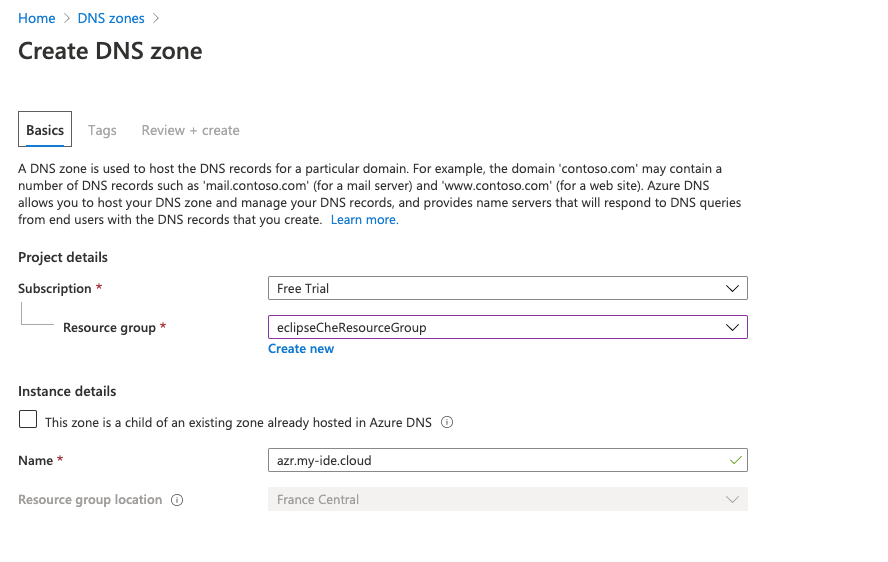 Home > DNS zones >
Create DNS zone
Basics Tags Review + create
A DNS zone is used to host the DNS records for a particular domain. For example, the domain 'contoso.com' may contain a
number of DNS records such as 'mail.contoso.com' (for a mail server) and 'www.contoso.com' (for a web site). Azure DNS
allows you to host your DNS zone and manage your DNS records, and provides name servers that will respond to DNS queries
from end users with the DNS records that you create. Learn more.
Project details
Subscription * Free Trial
Resource group * eclipseCheResourceGroup
Create new
Instance details
This zone is a child of an existing zone already hosted in Azure DNS
Name * azr.my-ide.cloud
Resource group location France Central